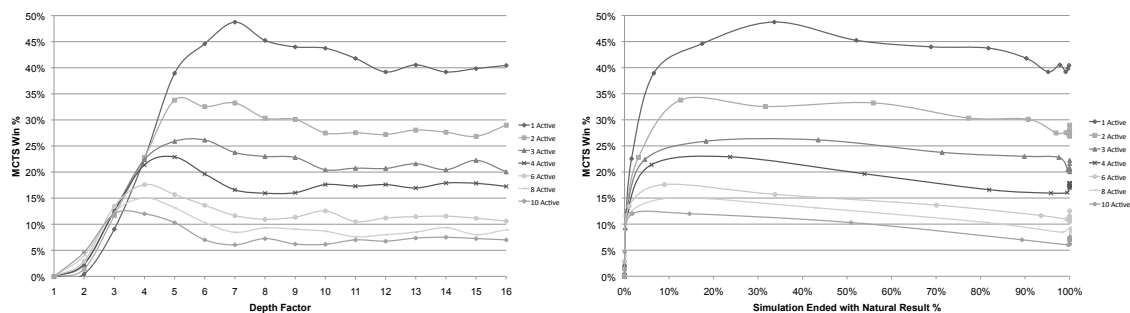 50%
45%
40%
35%
30%
25%
20%
15%
10%
5%
0%
MCTS Win %
1 2 3 4 5 6 7 8 9 10 11 12 13 14 15 16
Depth Factor
1 Active
2 Active
3 Active
4 Active
6 Active
8 Active
10 Active
50%
45%
40%
35%
30%
25%
20%
15%
10%
5%
0%
MCTS Win %
0% 10% 20% 30% 40% 50% 60% 70% 80% 90% 100%
Simulation Ended with Natural Result %
1 Active
2 Active
3 Active
4 Active
6 Active
8 Active
10 Active